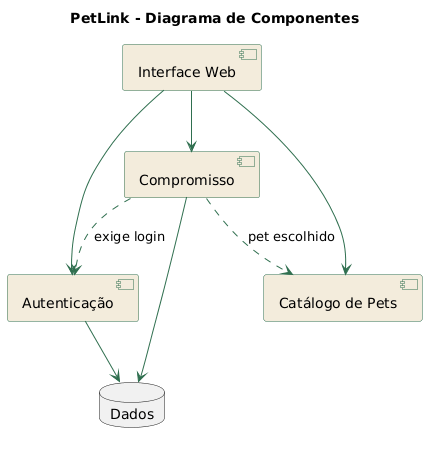 PetLink - Diagrama de Componentes
Interface Web
Compromisso
exige login
pet escolhido
Autenticação
Catálogo de Pets
Dados